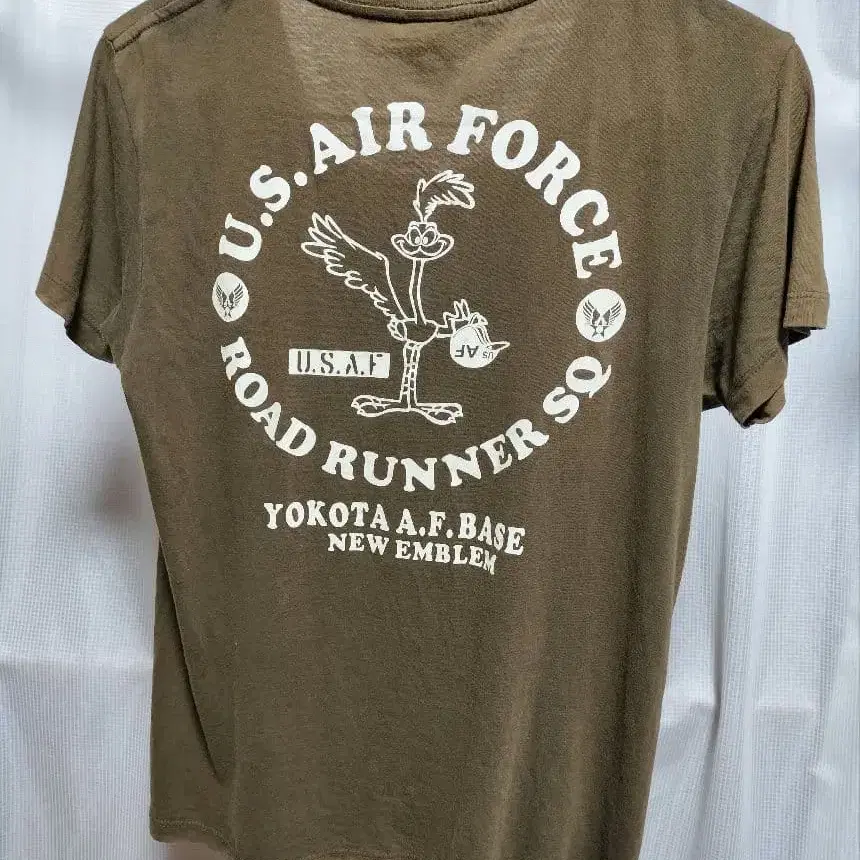 U.S. AIR FORCE
U.S.A.F
US
AF
ROAD RUNNER SQ
YOKOTA A.F. BASE
NEW EMBLEM